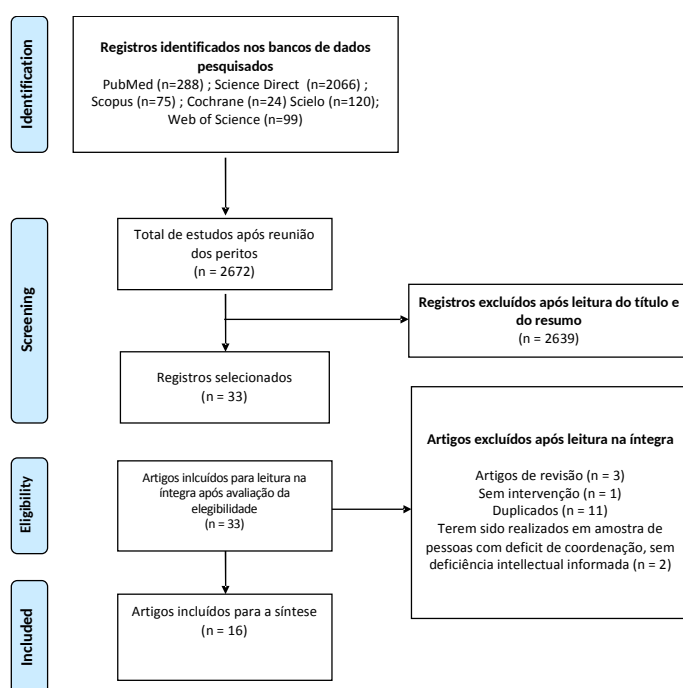 Identification
Registros identificados nos bancos de dados
pesquisados
PubMed (n=288) ; Science Direct (n=2066) ;
Scopus (n=75) ; Cochrane (n=24) Scielo (n=120);
Web of Science (n=99)
Screening
Total de estudos após reunião
dos peritos
(n = 2672)
Registros excluídos após leitura do título e
do resumo
(n = 2639)
Registros selecionados
(n = 33)
Eligibility
Artigos inlcuídos para leitura na
íntegra após avaliação da
elegibilidade
(n = 33)
Artigos excluídos após leitura na íntegra
Artigos de revisão (n = 3)
Sem intervenção (n = 1)
Duplicados (n = 11)
Terem sido realizados em amostra de
pessoas com deficit de coordenação, sem
deficiência intellectual informada (n = 2)
Included
Artigos incluídos para a síntese
(n = 16)